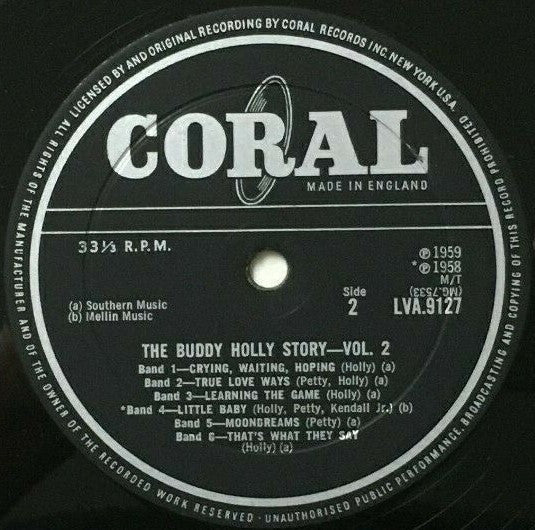 ALL RIGHTS OF THE MANUFACTURER AND OF THE OWNER OF THE RECORDED WORK RESERVED - UNAUTHORISED PUBLIC PERFORMANCE, BROADCASTING AND COPYING OF THIS RECORD PROHIBITED
LICENSED BY AND ORIGINAL RECORDING BY CORAL RECORDS INC. NEW YORK U.S.A.
CORAL
MADE IN ENGLAND
33⅓ R.P.M.
℗ 1959
*℗ 1958
T/M
(MG.7533)
(a) Southern Music
(b) Mellin Music
Side
2
LVA.9127
THE BUDDY HOLLY STORY—VOL. 2
Band 1—CRYING, WAITING, HOPING (Holly) (a)
Band 2—TRUE LOVE WAYS (Petty, Holly) (a)
Band 3—LEARNING THE GAME (Holly) (a)
*Band 4—LITTLE BABY (Holly, Petty, Kendall Jr.) (b)
Band 5—MOONDREAMS (Petty) (a)
Band 6—THAT'S WHAT THEY SAY
(Holly) (a)